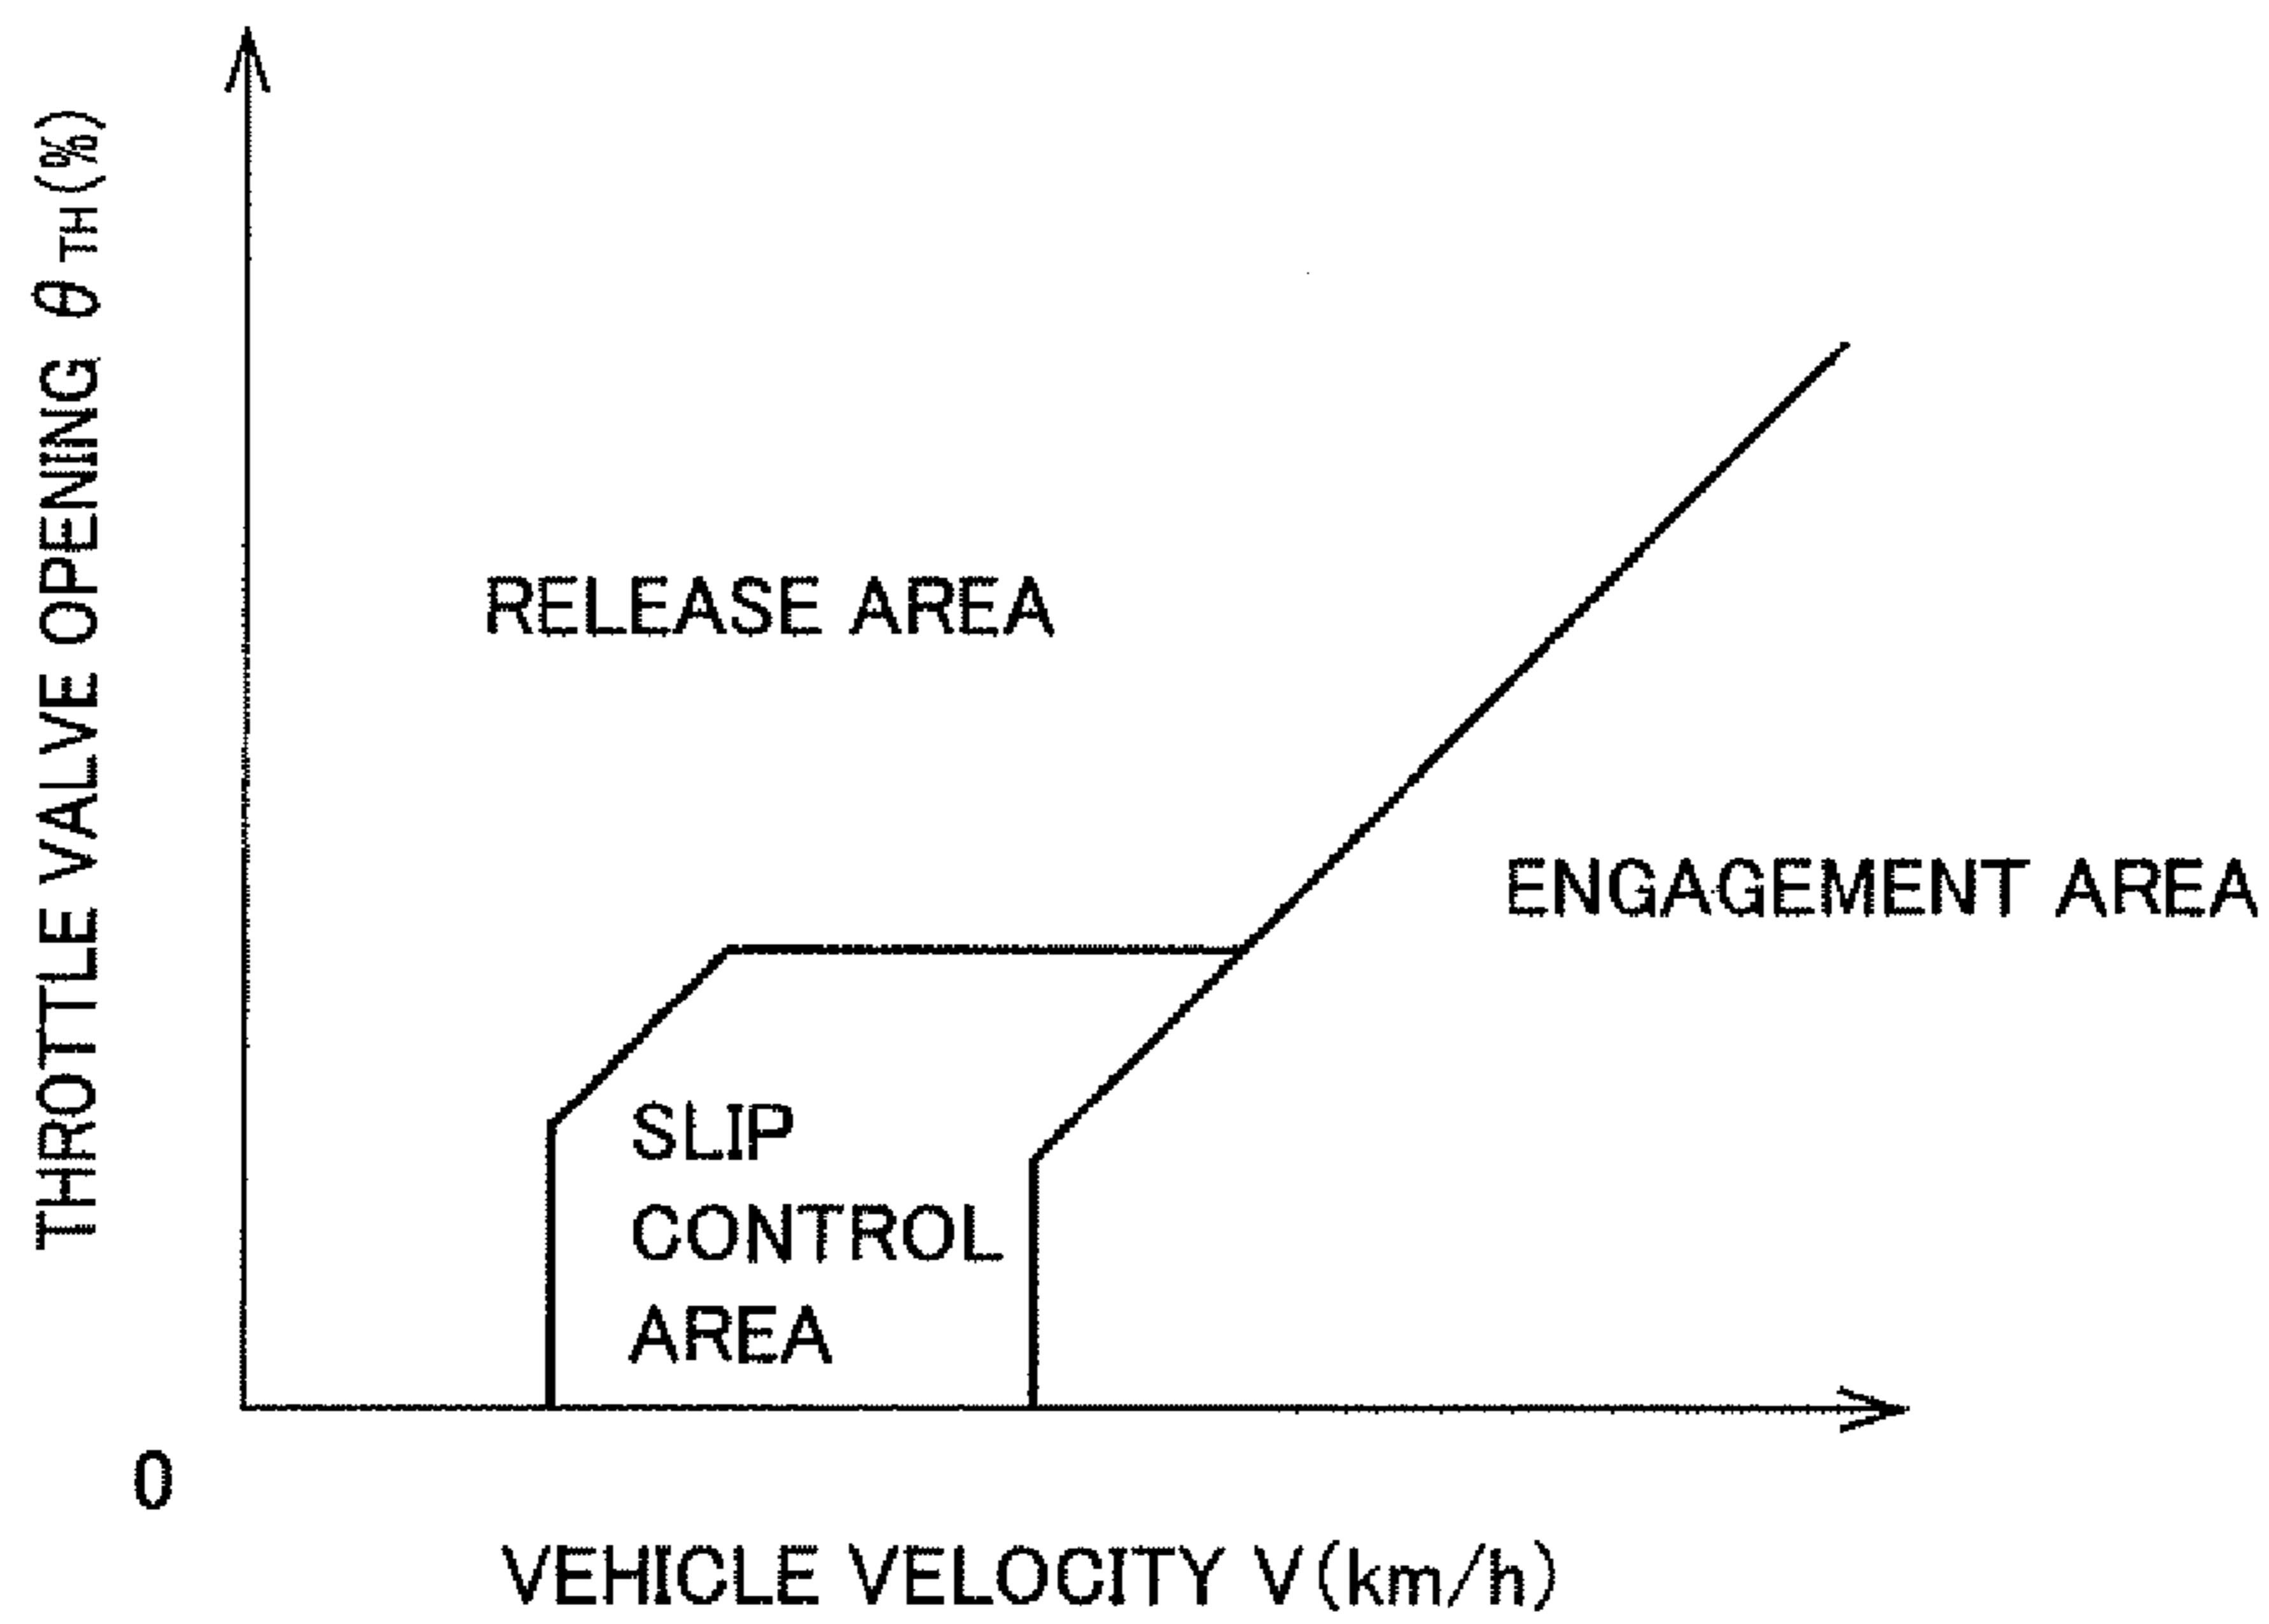 THROTTLE VALVE OPENING θTH(%)
RELEASE AREA
ENGAGEMENT AREA
SLIP
CONTROL
AREA
0
VEHICLE VELOCITY V(km/h)